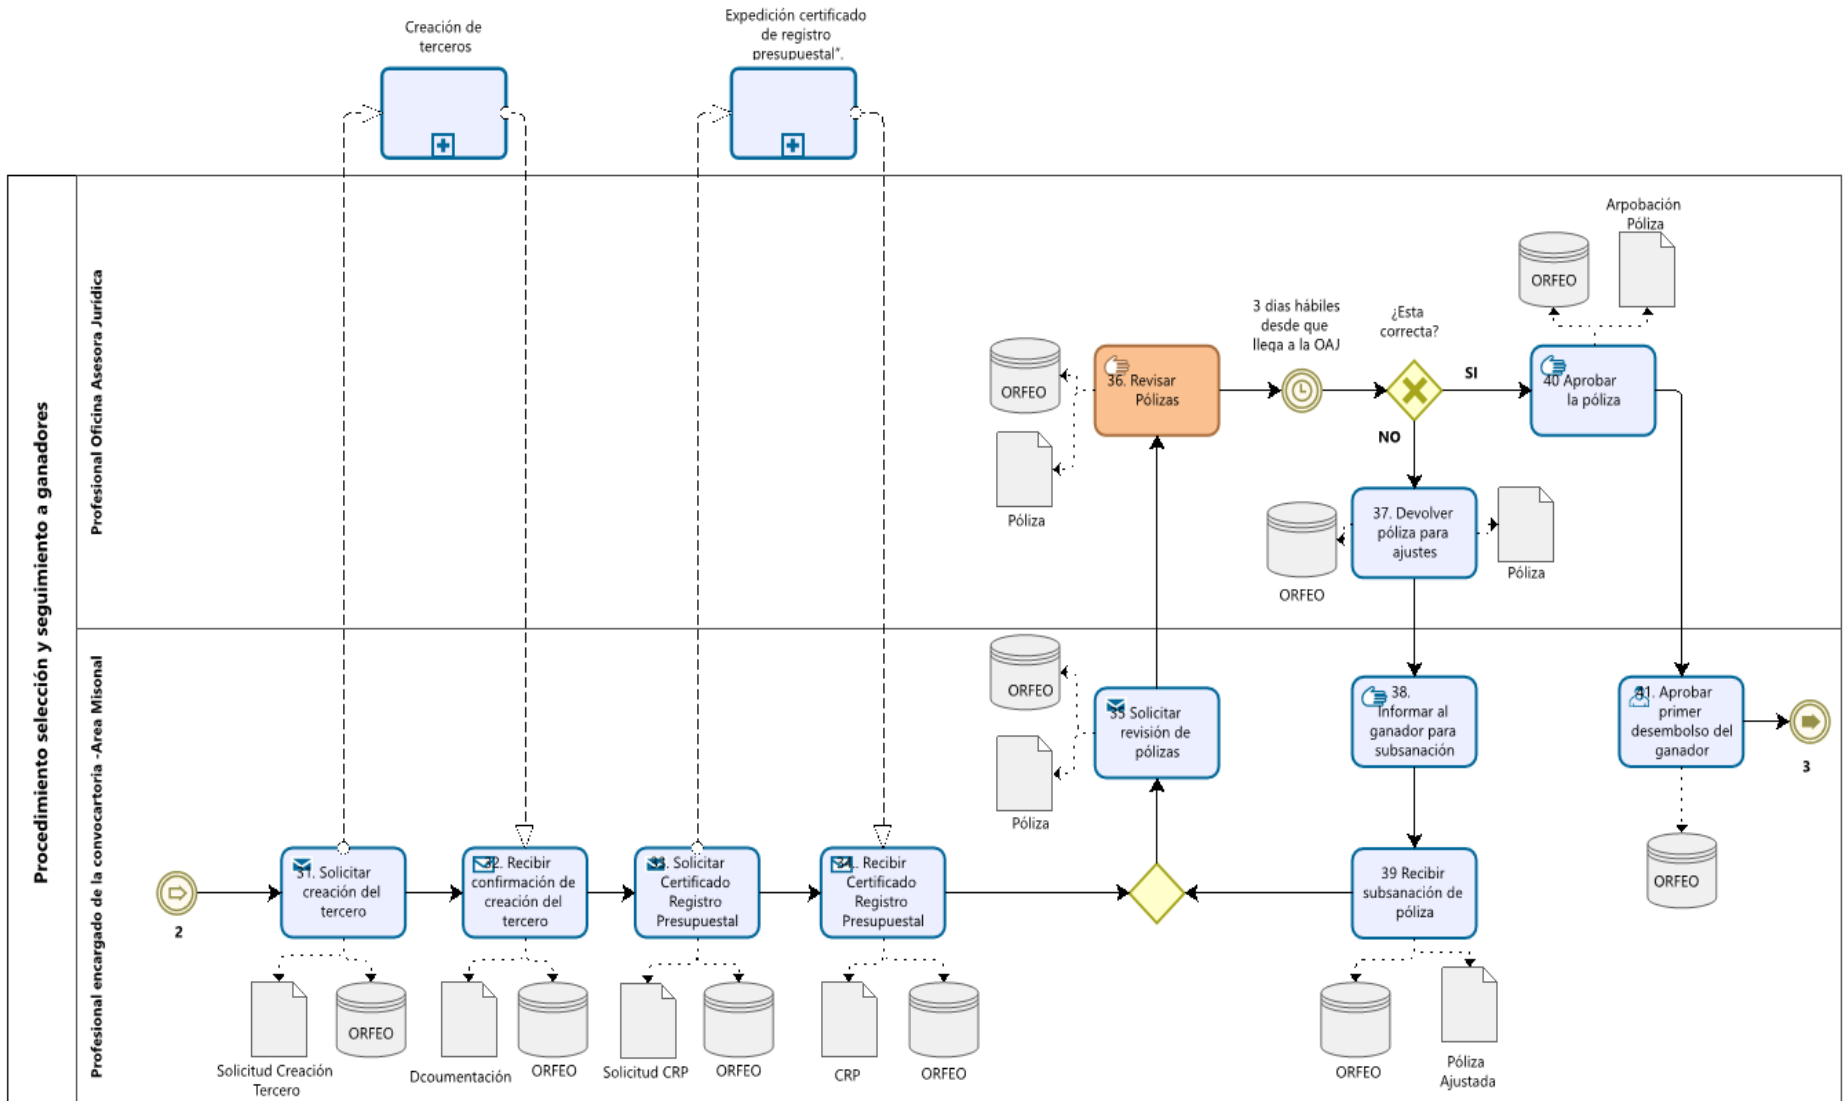 Creación de
terceros
Expedición certificado
de registro
presupuestal".
Procedimiento selección y seguimiento a ganadores
Profesional Oficina Asesora Jurídica
Arpobación
Póliza
ORFEO
3 dias hábiles
desde que
llega a la OAJ
¿Esta
correcta?
ORFEO
36. Revisar
Pólizas
SI
40 Aprobar
la póliza
NO
Póliza
37. Devolver
póliza para
ajustes
ORFEO
Póliza
Profesional encargado de la convocartoria -Area Misonal
ORFEO
35 Solicitar
revisión de
pólizas
Póliza
38.
Informar al
ganador para
subsanación
41. Aprobar
primer
desembolso del
ganador
3
2
31. Solicitar
creación del
tercero
32. Recibir
confirmación de
creación del
tercero
33. Solicitar
Certificado
Registro
Presupuestal
34. Recibir
Certificado
Registro
Presupuestal
39 Recibir
subsanación de
póliza
ORFEO
Solicitud Creación
Tercero
ORFEO
Dcoumentación
ORFEO
Solicitud CRP
ORFEO
CRP
ORFEO
ORFEO
Póliza
Ajustada